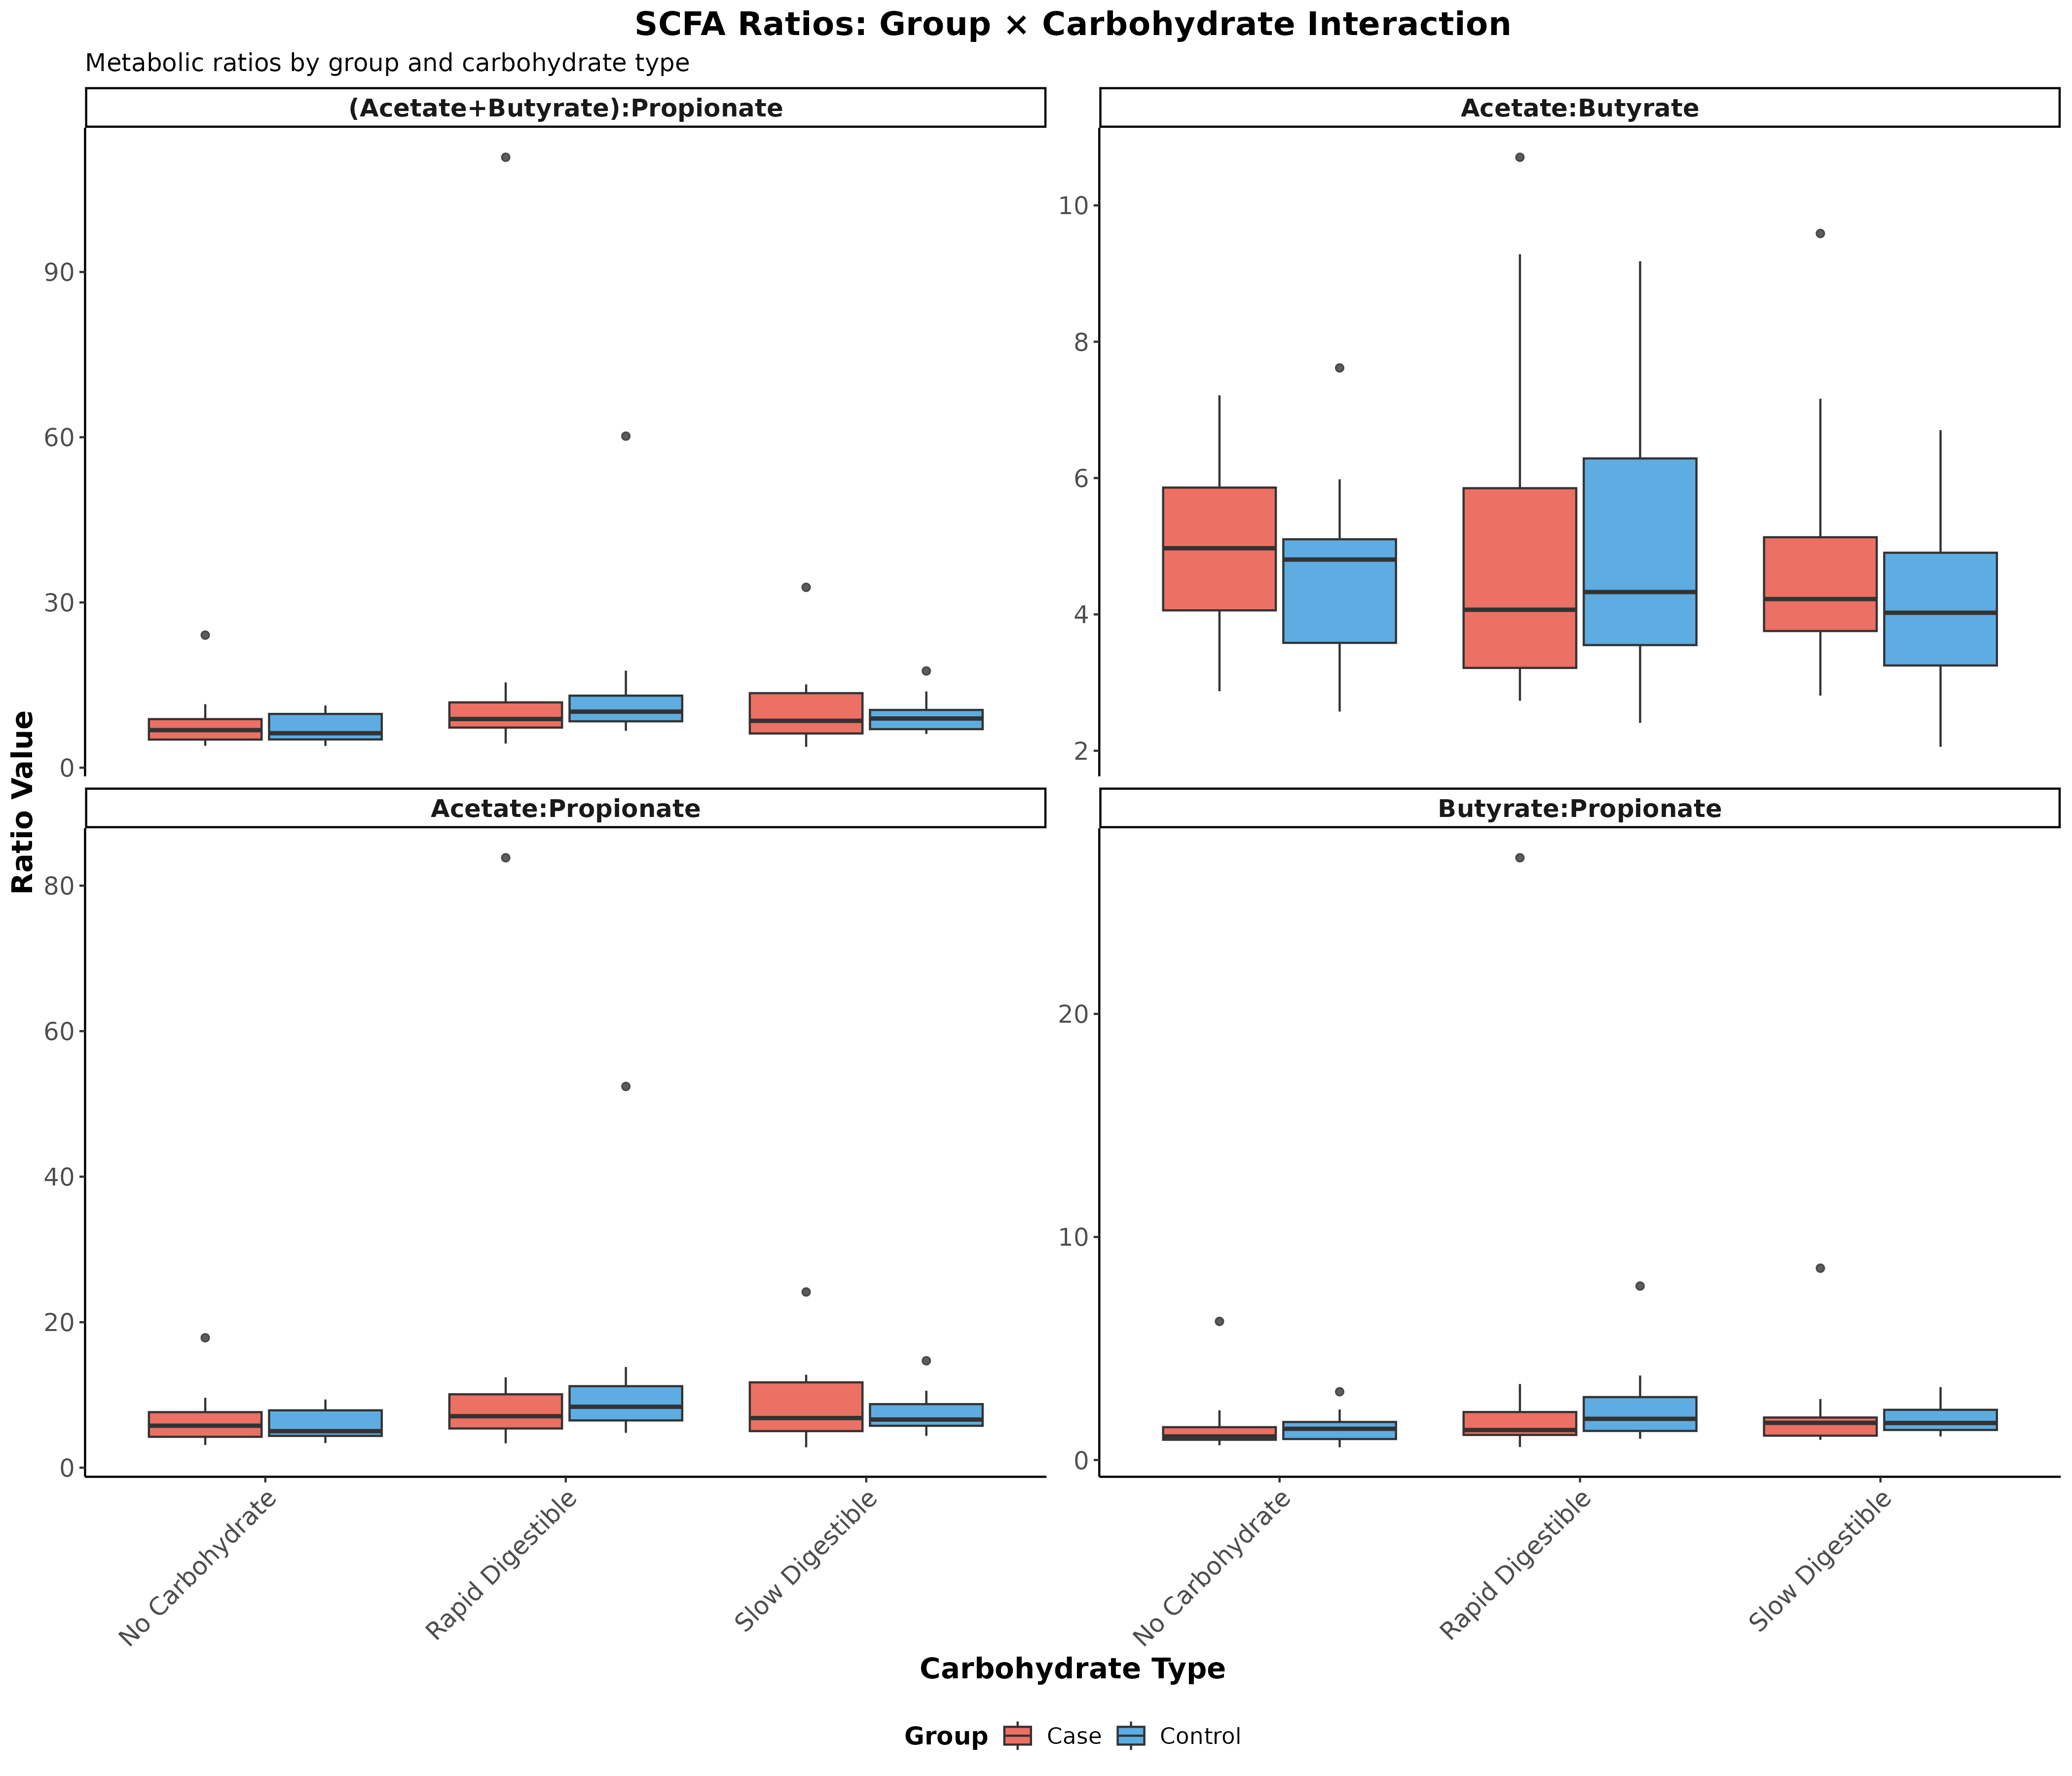 SCFA Ratios: Group × Carbohydrate Interaction
Metabolic ratios by group and carbohydrate type
(Acetate+Butyrate):Propionate
Acetate:Butyrate
90
60
30
0
10
8
6
4
2
Ratio Value
Acetate:Propionate
Butyrate:Propionate
80
60
40
20
0
20
10
0
No Carbohydrate
Rapid Digestible
Slow Digestible
No Carbohydrate
Rapid Digestible
Slow Digestible
Carbohydrate Type
Group Case Control